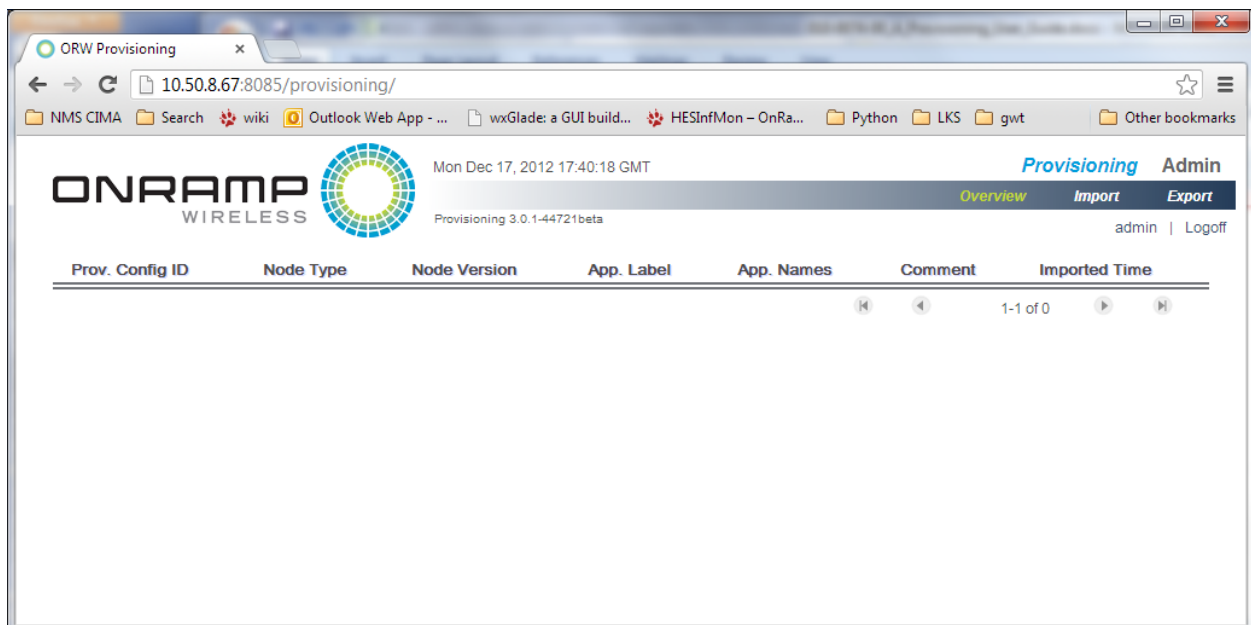 ORW Provisioning
10.50.8.67:8085/provisioning/
NMS CIMA Search wiki Outlook Web App - ... wxGlade: a GUI build... HESInfMon – OnRa... Python LKS gwt Other bookmarks
ONRAMP
WIRELESS
Mon Dec 17, 2012 17:40:18 GMT
Provisioning Admin
Overview Import Export
Provisioning 3.0.1-44721beta
admin | Logoff
Prov. Config ID Node Type Node Version App. Label App. Names Comment Imported Time
1-1 of 0